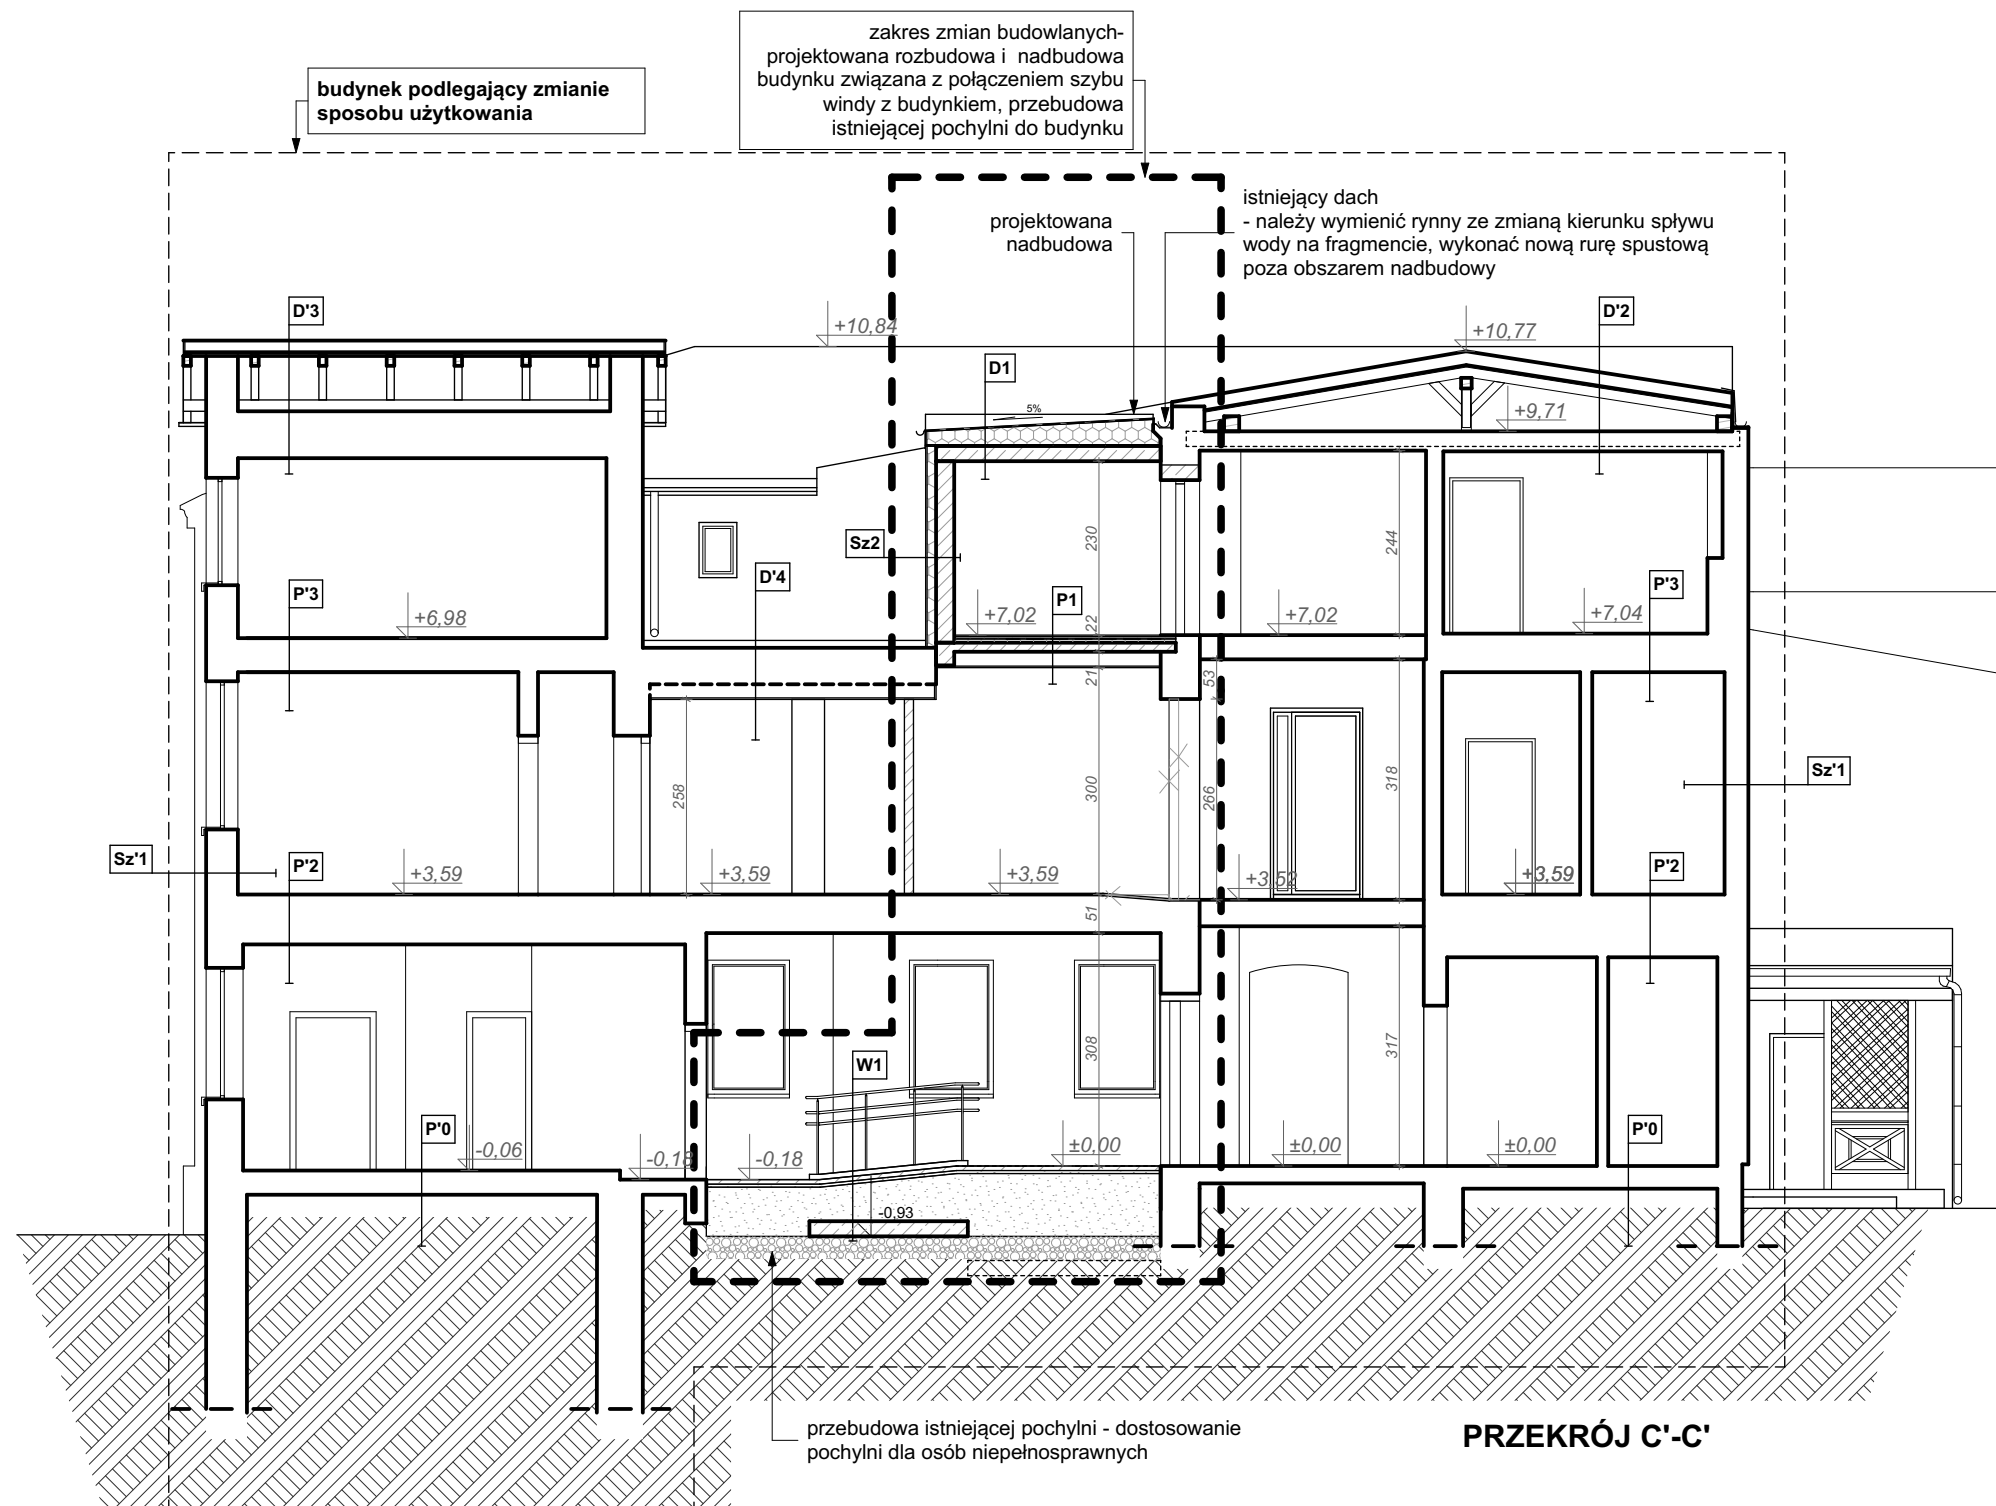 zakres zmian budowlanych-
projektowana rozbudowa i nadbudowa
budynku związana z połączeniem szybu
windy z budynkiem, przebudowa
istniejącej pochylni do budynku
budynek podlegający zmianie
sposobu użytkowania
istniejący dach
- należy wymienić rynny ze zmianą kierunku spływu
wody na fragmencie, wykonać nową rurę spustową
poza obszarem nadbudowy
projektowana
nadbudowa
D'3
+10,84
D1
+10,77
D'2
5%
+9,71
Sz2
D'4
230
244
P'3
+6,98
+7,02
P1
22
+7,02
+7,04
P'3
21
53
258
300
266
318
Sz'1
Sz'1
P'2
+3,59
+3,59
+3,59
+3,52
+3,59
P'2
51
308
317
W1
P'0
-0,06
-0,18
-0,18
±0,00
±0,00
±0,00
P'0
-0,93
przebudowa istniejącej pochylni - dostosowanie
pochylni dla osób niepełnosprawnych
PRZEKRÓJ C'-C'